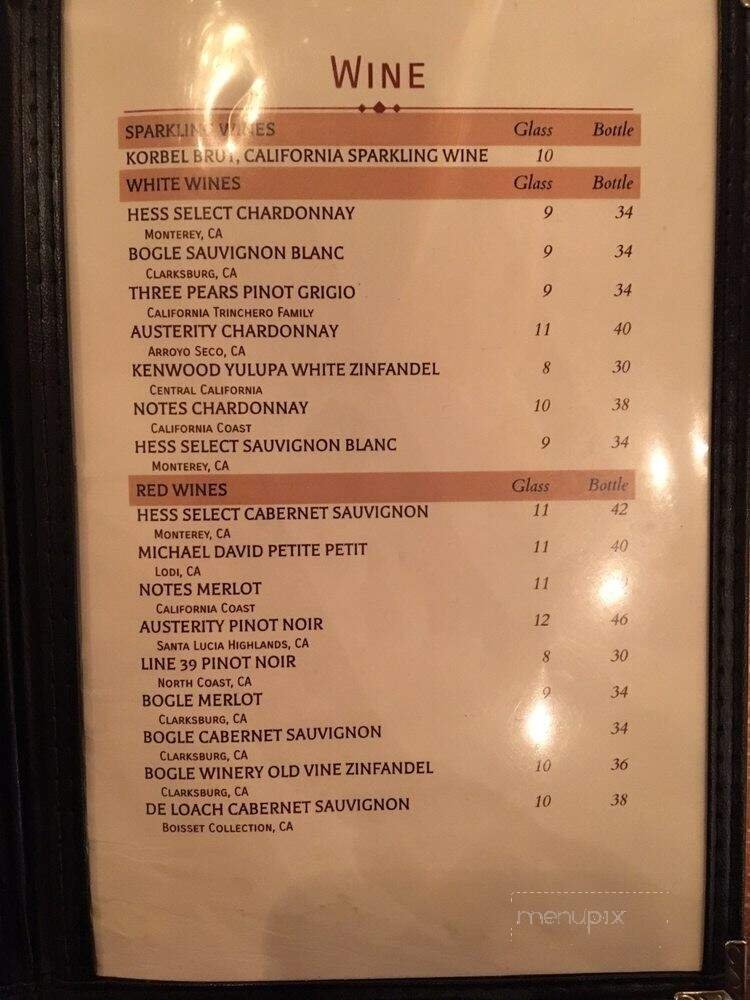 WINE
SPARKLING WINES Glass Bottle
KORBEL BRUT, CALIFORNIA SPARKLING WINE 10
WHITE WINES Glass Bottle
HESS SELECT CHARDONNAY 9 34
MONTEREY, CA
BOGLE SAUVIGNON BLANC 9 34
CLARKSBURG, CA
THREE PEARS PINOT GRIGIO 9 34
CALIFORNIA TRINCHERO FAMILY
AUSTERITY CHARDONNAY 11 40
ARROYO SECO, CA
KENWOOD YULUPA WHITE ZINFANDEL 8 30
CENTRAL CALIFORNIA
NOTES CHARDONNAY 10 38
CALIFORNIA COAST
HESS SELECT SAUVIGNON BLANC 9 34
MONTEREY, CA
RED WINES Glass Bottle
HESS SELECT CABERNET SAUVIGNON 11 42
MONTEREY, CA
MICHAEL DAVID PETITE PETIT 11 40
LODI, CA
NOTES MERLOT 11
CALIFORNIA COAST
AUSTERITY PINOT NOIR 12 46
SANTA LUCIA HIGHLANDS, CA
LINE 39 PINOT NOIR 8 30
NORTH COAST, CA
BOGLE MERLOT 9 34
CLARKSBURG, CA
BOGLE CABERNET SAUVIGNON 34
CLARKSBURG, CA
BOGLE WINERY OLD VINE ZINFANDEL 10 36
CLARKSBURG, CA
DE LOACH CABERNET SAUVIGNON 10 38
BOISSET COLLECTION, CA
menupix